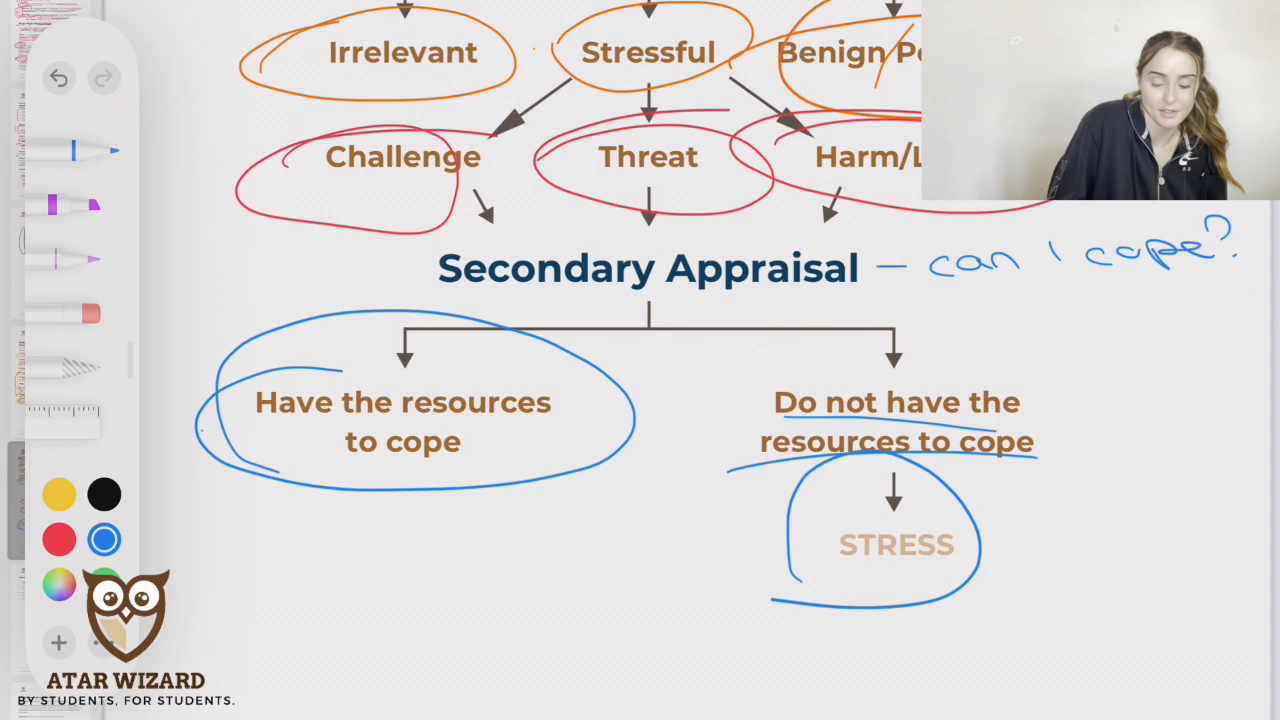 Irrelevant Stressful Benign
Challenge Threat Harm/
Secondary Appraisal – can I cope?
Have the resources
to cope
Do not have the
resources to cope
STRESS
ATAR WIZARD
BY STUDENTS, FOR STUDENTS.